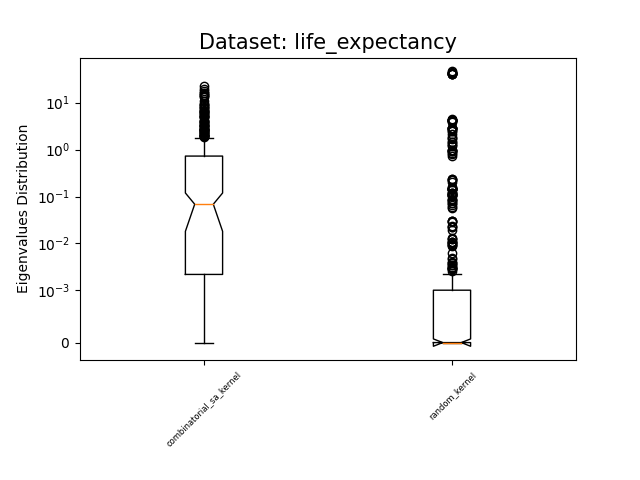 Dataset: life_expectancy
Eigenvalues Distribution
10¹
10⁰
10⁻¹
10⁻²
10⁻³
0
combinatorial_sa_kernel
random_kernel